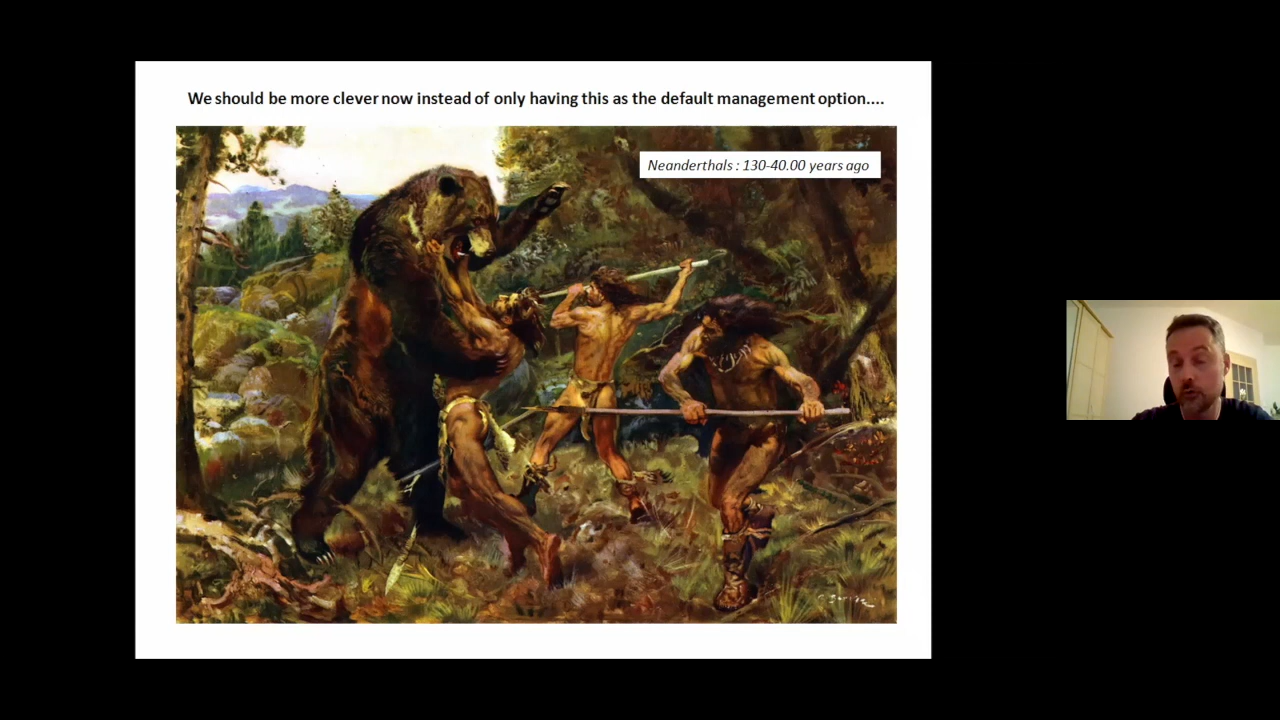 We should be more clever now instead of only having this as the default management option....
Neanderthals : 130-40.00 years ago